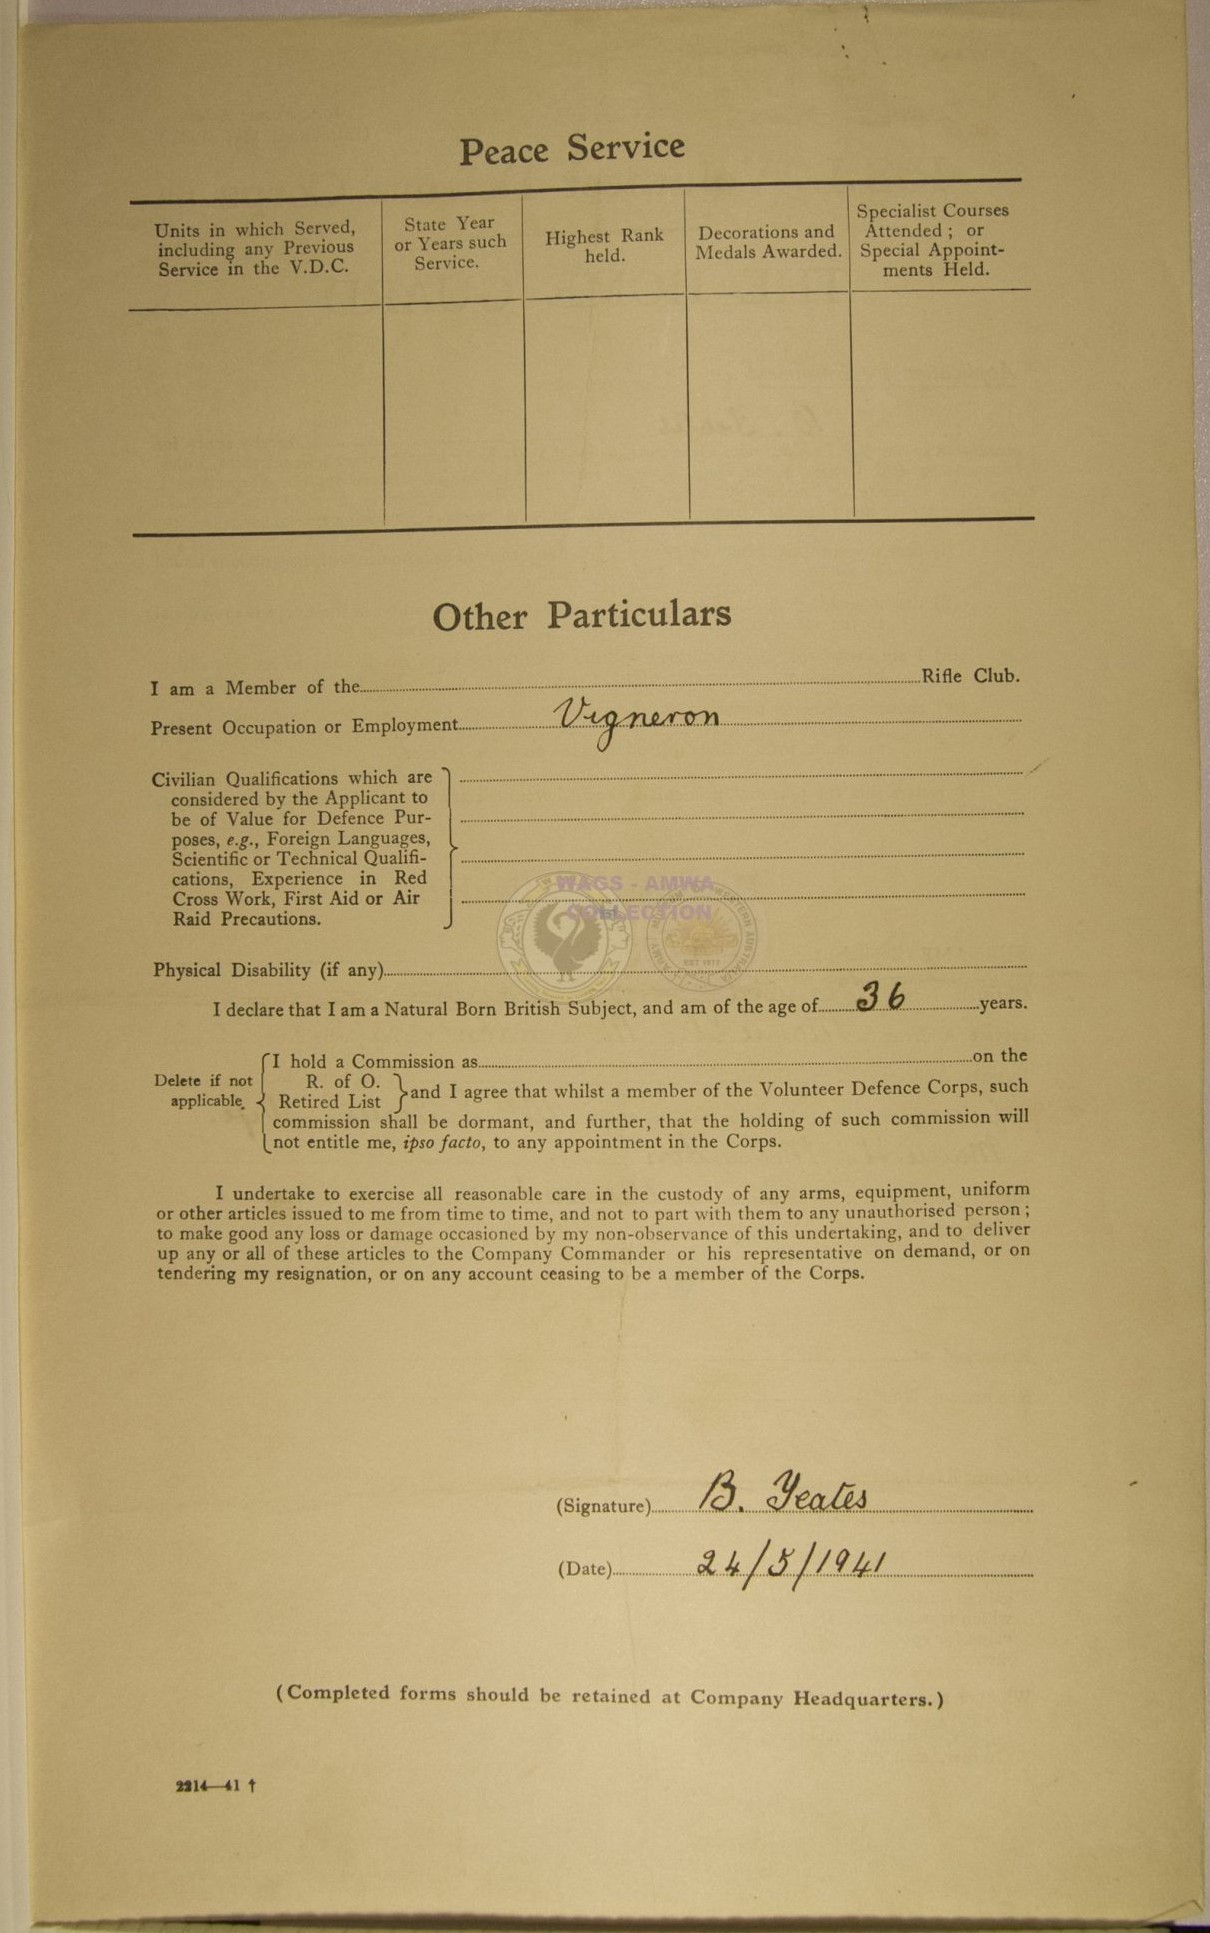 Peace Service
Units in which Served,
including any Previous
Service in the V.D.C.
State Year
or Years such
Service.
Highest Rank
held.
Decorations and
Medals Awarded.
Specialist Courses
Attended ; or
Special Appoint-
ments Held.
Other Particulars
I am a Member of the Rifle Club.
Present Occupation or Employment Vigneron
Civilian Qualifications which are
considered by the Applicant to
be of Value for Defence Pur-
poses, e.g., Foreign Languages,
Scientific or Technical Qualifi-
cations, Experience in Red
Cross Work, First Aid or Air
Raid Precautions.
WAGS - AMWA
COLLECTION
Physical Disability (if any)
I declare that I am a Natural Born British Subject, and am of the age of 36 years.
Delete if not
applicable.
I hold a Commission as on the
R. of O.
Retired List
and I agree that whilst a member of the Volunteer Defence Corps, such
commission shall be dormant, and further, that the holding of such commission will
not entitle me, ipso facto, to any appointment in the Corps.
I undertake to exercise all reasonable care in the custody of any arms, equipment, uniform
or other articles issued to me from time to time, and not to part with them to any unauthorised person ;
to make good any loss or damage occasioned by my non-observance of this undertaking, and to deliver
up any or all of these articles to the Company Commander or his representative on demand, or on
tendering my resignation, or on any account ceasing to be a member of the Corps.
(Signature) B. Yeates
(Date) 24/5/1941
(Completed forms should be retained at Company Headquarters.)
2214—41 †